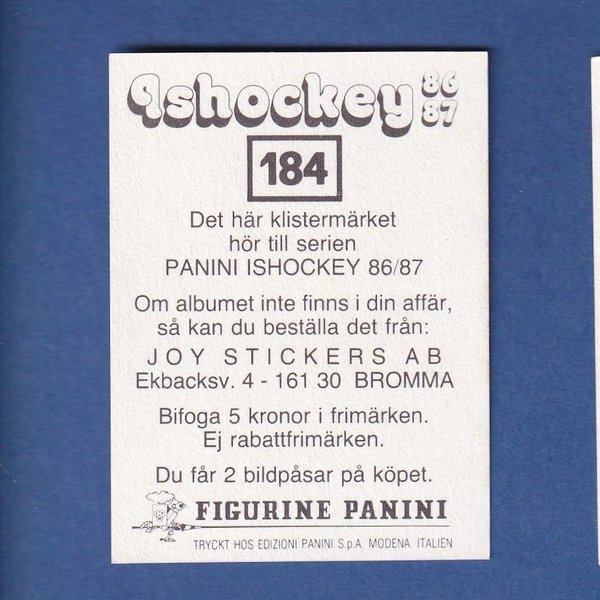 Ishockey 86
87
184
Det här klistermärket
hör till serien
PANINI ISHOCKEY 86/87
Om albumet inte finns i din affär,
så kan du beställa det från:
JOY STICKERS AB
Ekbacksv. 4 - 161 30 BROMMA
Bifoga 5 kronor i frimärken.
Ej rabattfrimärken.
Du får 2 bildpåsar på köpet.
FIGURINE PANINI
TRYCKT HOS EDIZIONI PANINI S.p.A. MODENA. ITALIEN